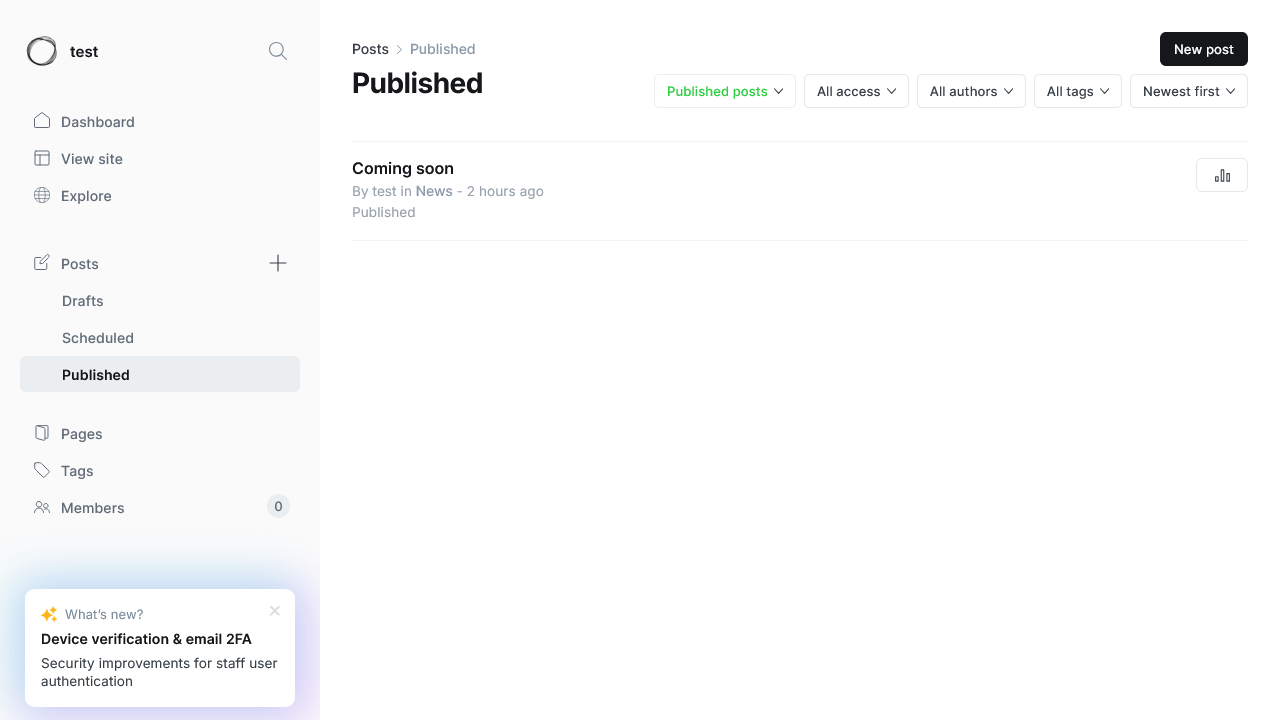 test
Dashboard
View site
Explore
Posts
Drafts
Scheduled
Published
Pages
Tags
Members
0
What's new?
Device verification & email 2FA
Security improvements for staff user
authentication
Posts
Published
New post
Published
Published posts
All access
All authors
All tags
Newest first
Coming soon
By test in News - 2 hours ago
Published